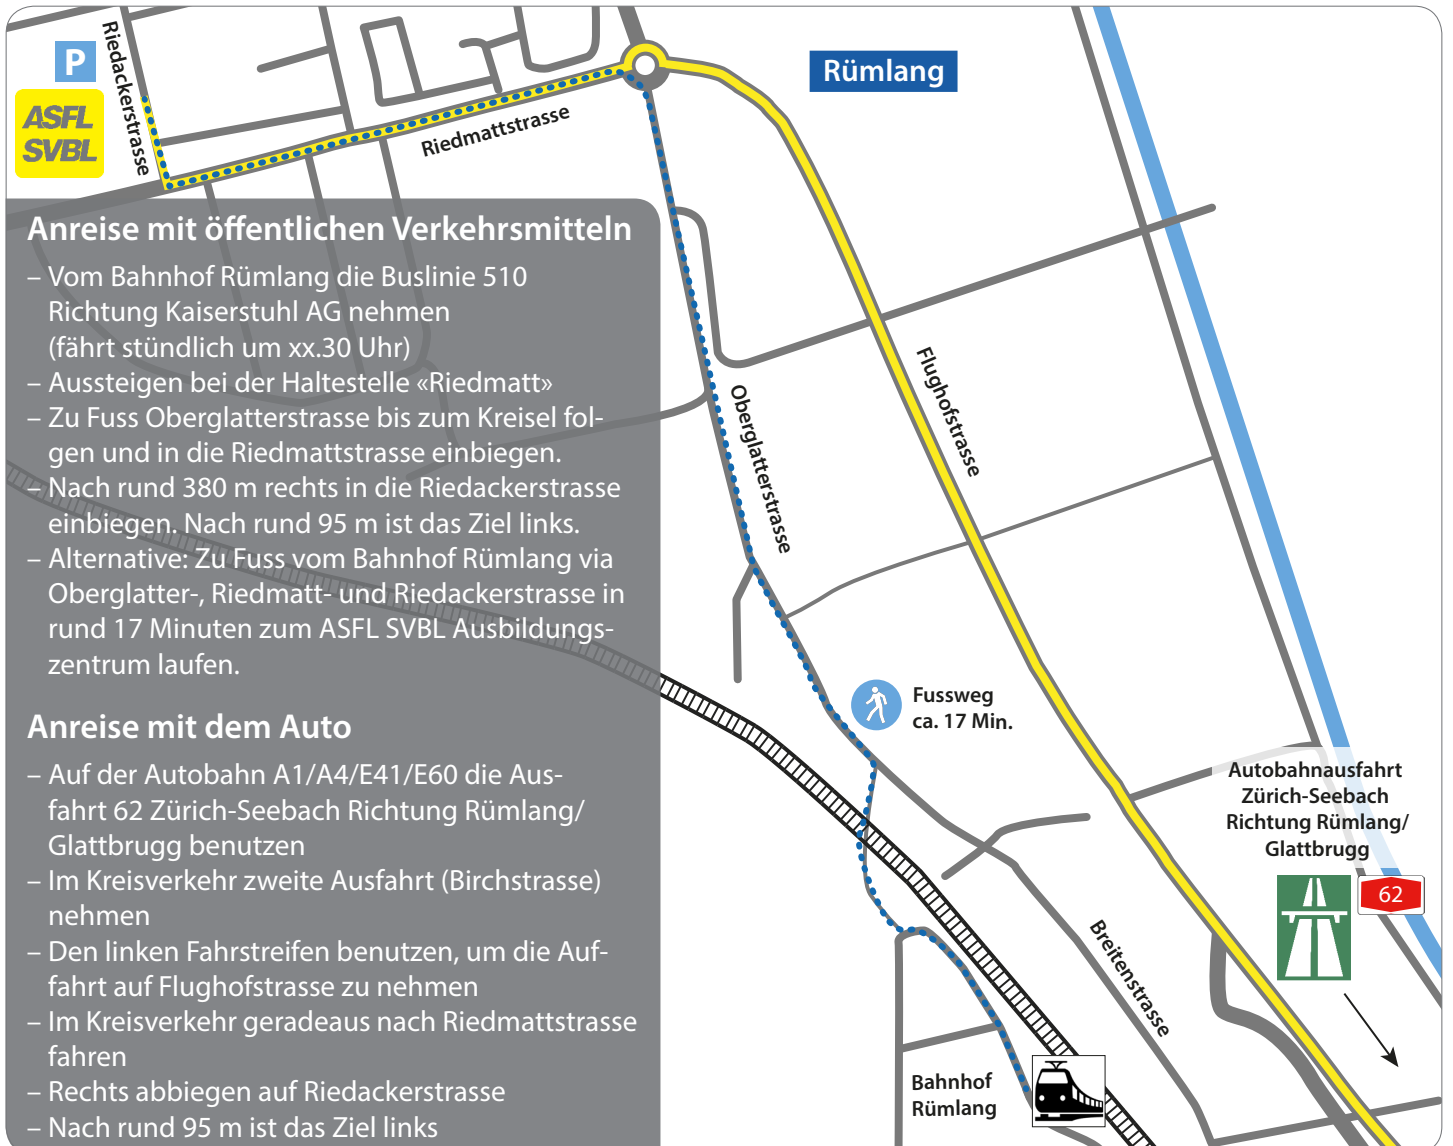 Riedackerstrasse
P
ASFL
SVBL
Riedmattstrasse
Rümlang
Anreise mit öffentlichen Verkehrsmitteln
– Vom Bahnhof Rümlang die Buslinie 510
Richtung Kaiserstuhl AG nehmen
(fährt stündlich um xx.30 Uhr)
– Aussteigen bei der Haltestelle «Riedmatt»
– Zu Fuss Oberglatterstrasse bis zum Kreisel fol-
gen und in die Riedmattstrasse einbiegen.
– Nach rund 380 m rechts in die Riedackerstrasse
einbiegen. Nach rund 95 m ist das Ziel links.
– Alternative: Zu Fuss vom Bahnhof Rümlang via
Oberglatter-, Riedmatt- und Riedackerstrasse in
rund 17 Minuten zum ASFL SVBL Ausbildungs-
zentrum laufen.
Anreise mit dem Auto
– Auf der Autobahn A1/A4/E41/E60 die Aus-
fahrt 62 Zürich-Seebach Richtung Rümlang/
Glattbrugg benutzen
– Im Kreisverkehr zweite Ausfahrt (Birchstrasse)
nehmen
– Den linken Fahrstreifen benutzen, um die Auf-
fahrt auf Flughofstrasse zu nehmen
– Im Kreisverkehr geradeaus nach Riedmattstrasse
fahren
– Rechts abbiegen auf Riedackerstrasse
– Nach rund 95 m ist das Ziel links
Flughofstrasse
Oberglatterstrasse
Fussweg
ca. 17 Min.
Autobahnausfahrt
Zürich-Seebach
Richtung Rümlang/
Glattbrugg
62
Breitenstrasse
Bahnhof
Rümlang